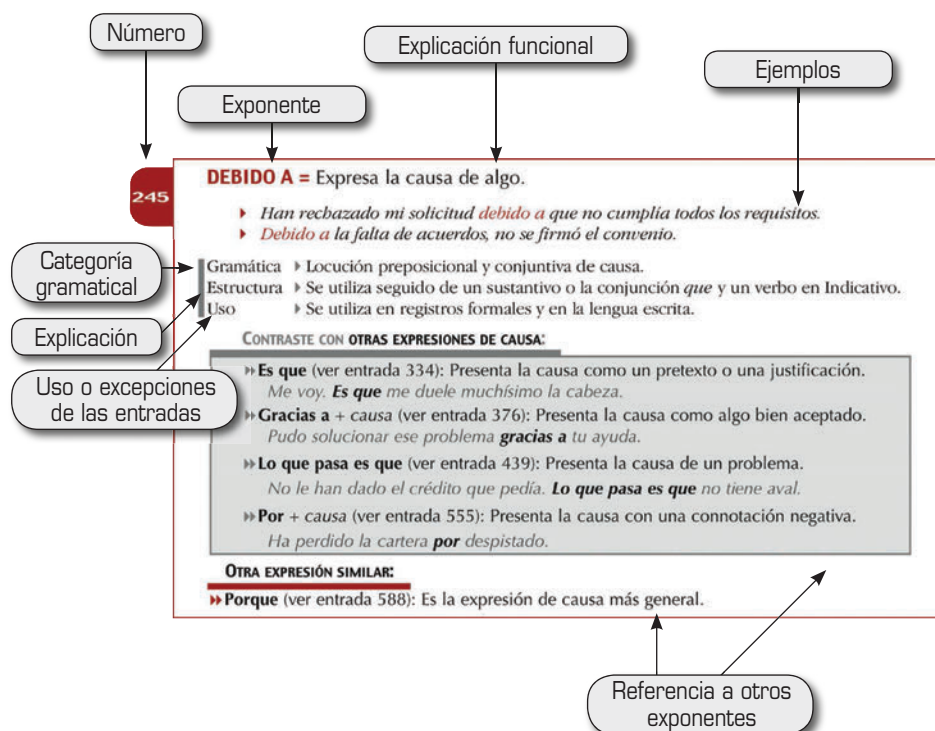 Número
Explicación funcional
Ejemplos
Exponente
245
DEBIDO A = Expresa la causa de algo.
Han rechazado mi solicitud debido a que no cumplía todos los requisitos.
Debido a la falta de acuerdos, no se firmó el convenio.
Categoría
gramatical
Gramática Locución preposicional y conjuntiva de causa.
Estructura Se utiliza seguido de un sustantivo o la conjunción que y un verbo en Indicativo.
Uso Se utiliza en registros formales y en la lengua escrita.
Explicación
Uso o excepciones
de las entradas
CONTRASTE CON OTRAS EXPRESIONES DE CAUSA:
Es que (ver entrada 334): Presenta la causa como un pretexto o una justificación.
Me voy. Es que me duele muchísimo la cabeza.
Gracias a + causa (ver entrada 376): Presenta la causa como algo bien aceptado.
Pudo solucionar ese problema gracias a tu ayuda.
Lo que pasa es que (ver entrada 439): Presenta la causa de un problema.
No le han dado el crédito que pedía. Lo que pasa es que no tiene aval.
Por + causa (ver entrada 555): Presenta la causa con una connotación negativa.
Ha perdido la cartera por despistado.
OTRA EXPRESIÓN SIMILAR:
Porque (ver entrada 588): Es la expresión de causa más general.
Referencia a otros
exponentes